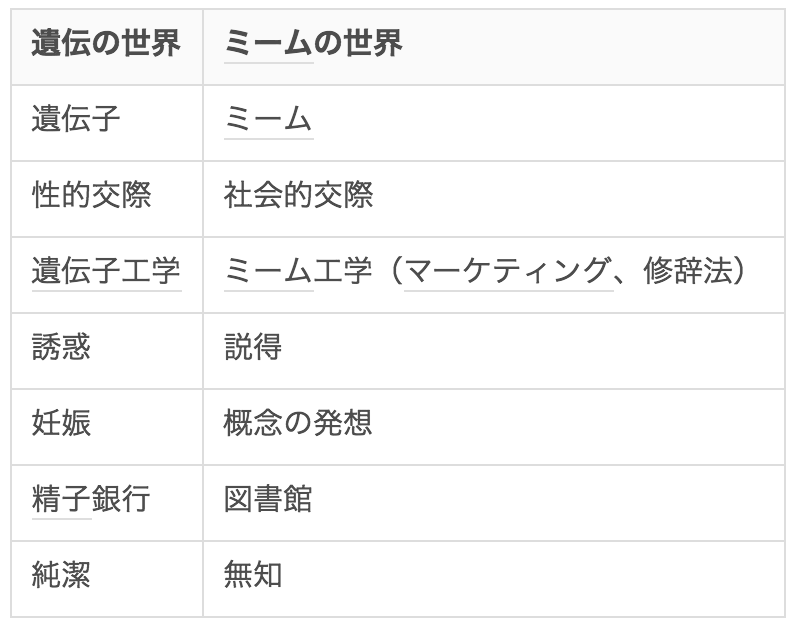 遺伝の世界 ミームの世界
遺伝子 ミーム
性的交際 社会的交際
遺伝子工学 ミーム工学（マーケティング、修辞法）
誘惑 説得
妊娠 概念の発想
精子銀行 図書館
純潔 無知